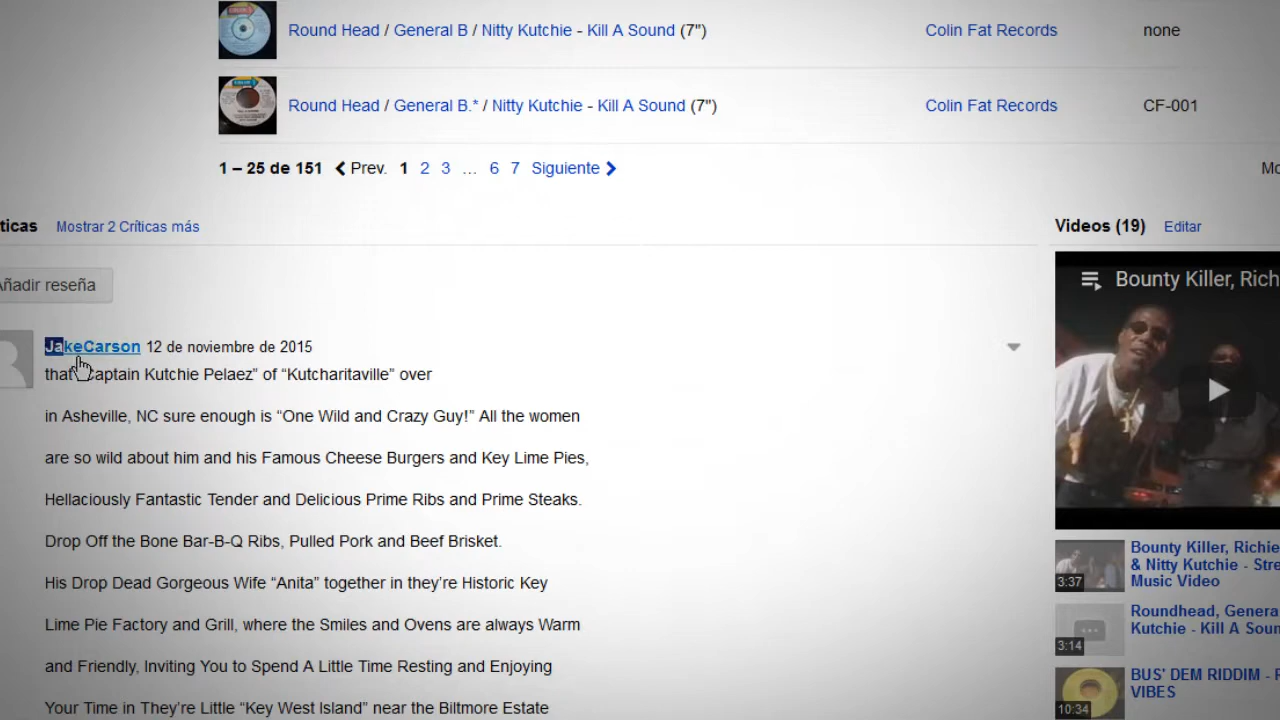 Round Head / General B / Nitty Kutchie - Kill A Sound (7") Colin Fat Records none
Round Head / General B.* / Nitty Kutchie - Kill A Sound (7") Colin Fat Records CF-001
1 – 25 de 151 Prev. 1 2 3 ... 6 7 Siguiente
ticas Mostrar 2 Críticas más
Añadir reseña
JakeCarson 12 de noviembre de 2015
that "Captain Kutchie Pelaez” of “Kutcharitaville” over
in Asheville, NC sure enough is “One Wild and Crazy Guy!” All the women
are so wild about him and his Famous Cheese Burgers and Key Lime Pies,
Hellaciously Fantastic Tender and Delicious Prime Ribs and Prime Steaks.
Drop Off the Bone Bar-B-Q Ribs, Pulled Pork and Beef Brisket.
His Drop Dead Gorgeous Wife “Anita” together in they’re Historic Key
Lime Pie Factory and Grill, where the Smiles and Ovens are always Warm
and Friendly, Inviting You to Spend A Little Time Resting and Enjoying
Your Time in They’re Little “Key West Island” near the Biltmore Estate
Mo
Videos (19) Editar
Bounty Killer, Rich
3:37
Bounty Killer, Richie
& Nitty Kutchie - Stre
Music Video
3:14
Roundhead, Genera
Kutchie - Kill A Soun
10:34
BUS' DEM RIDDIM - R
VIBES